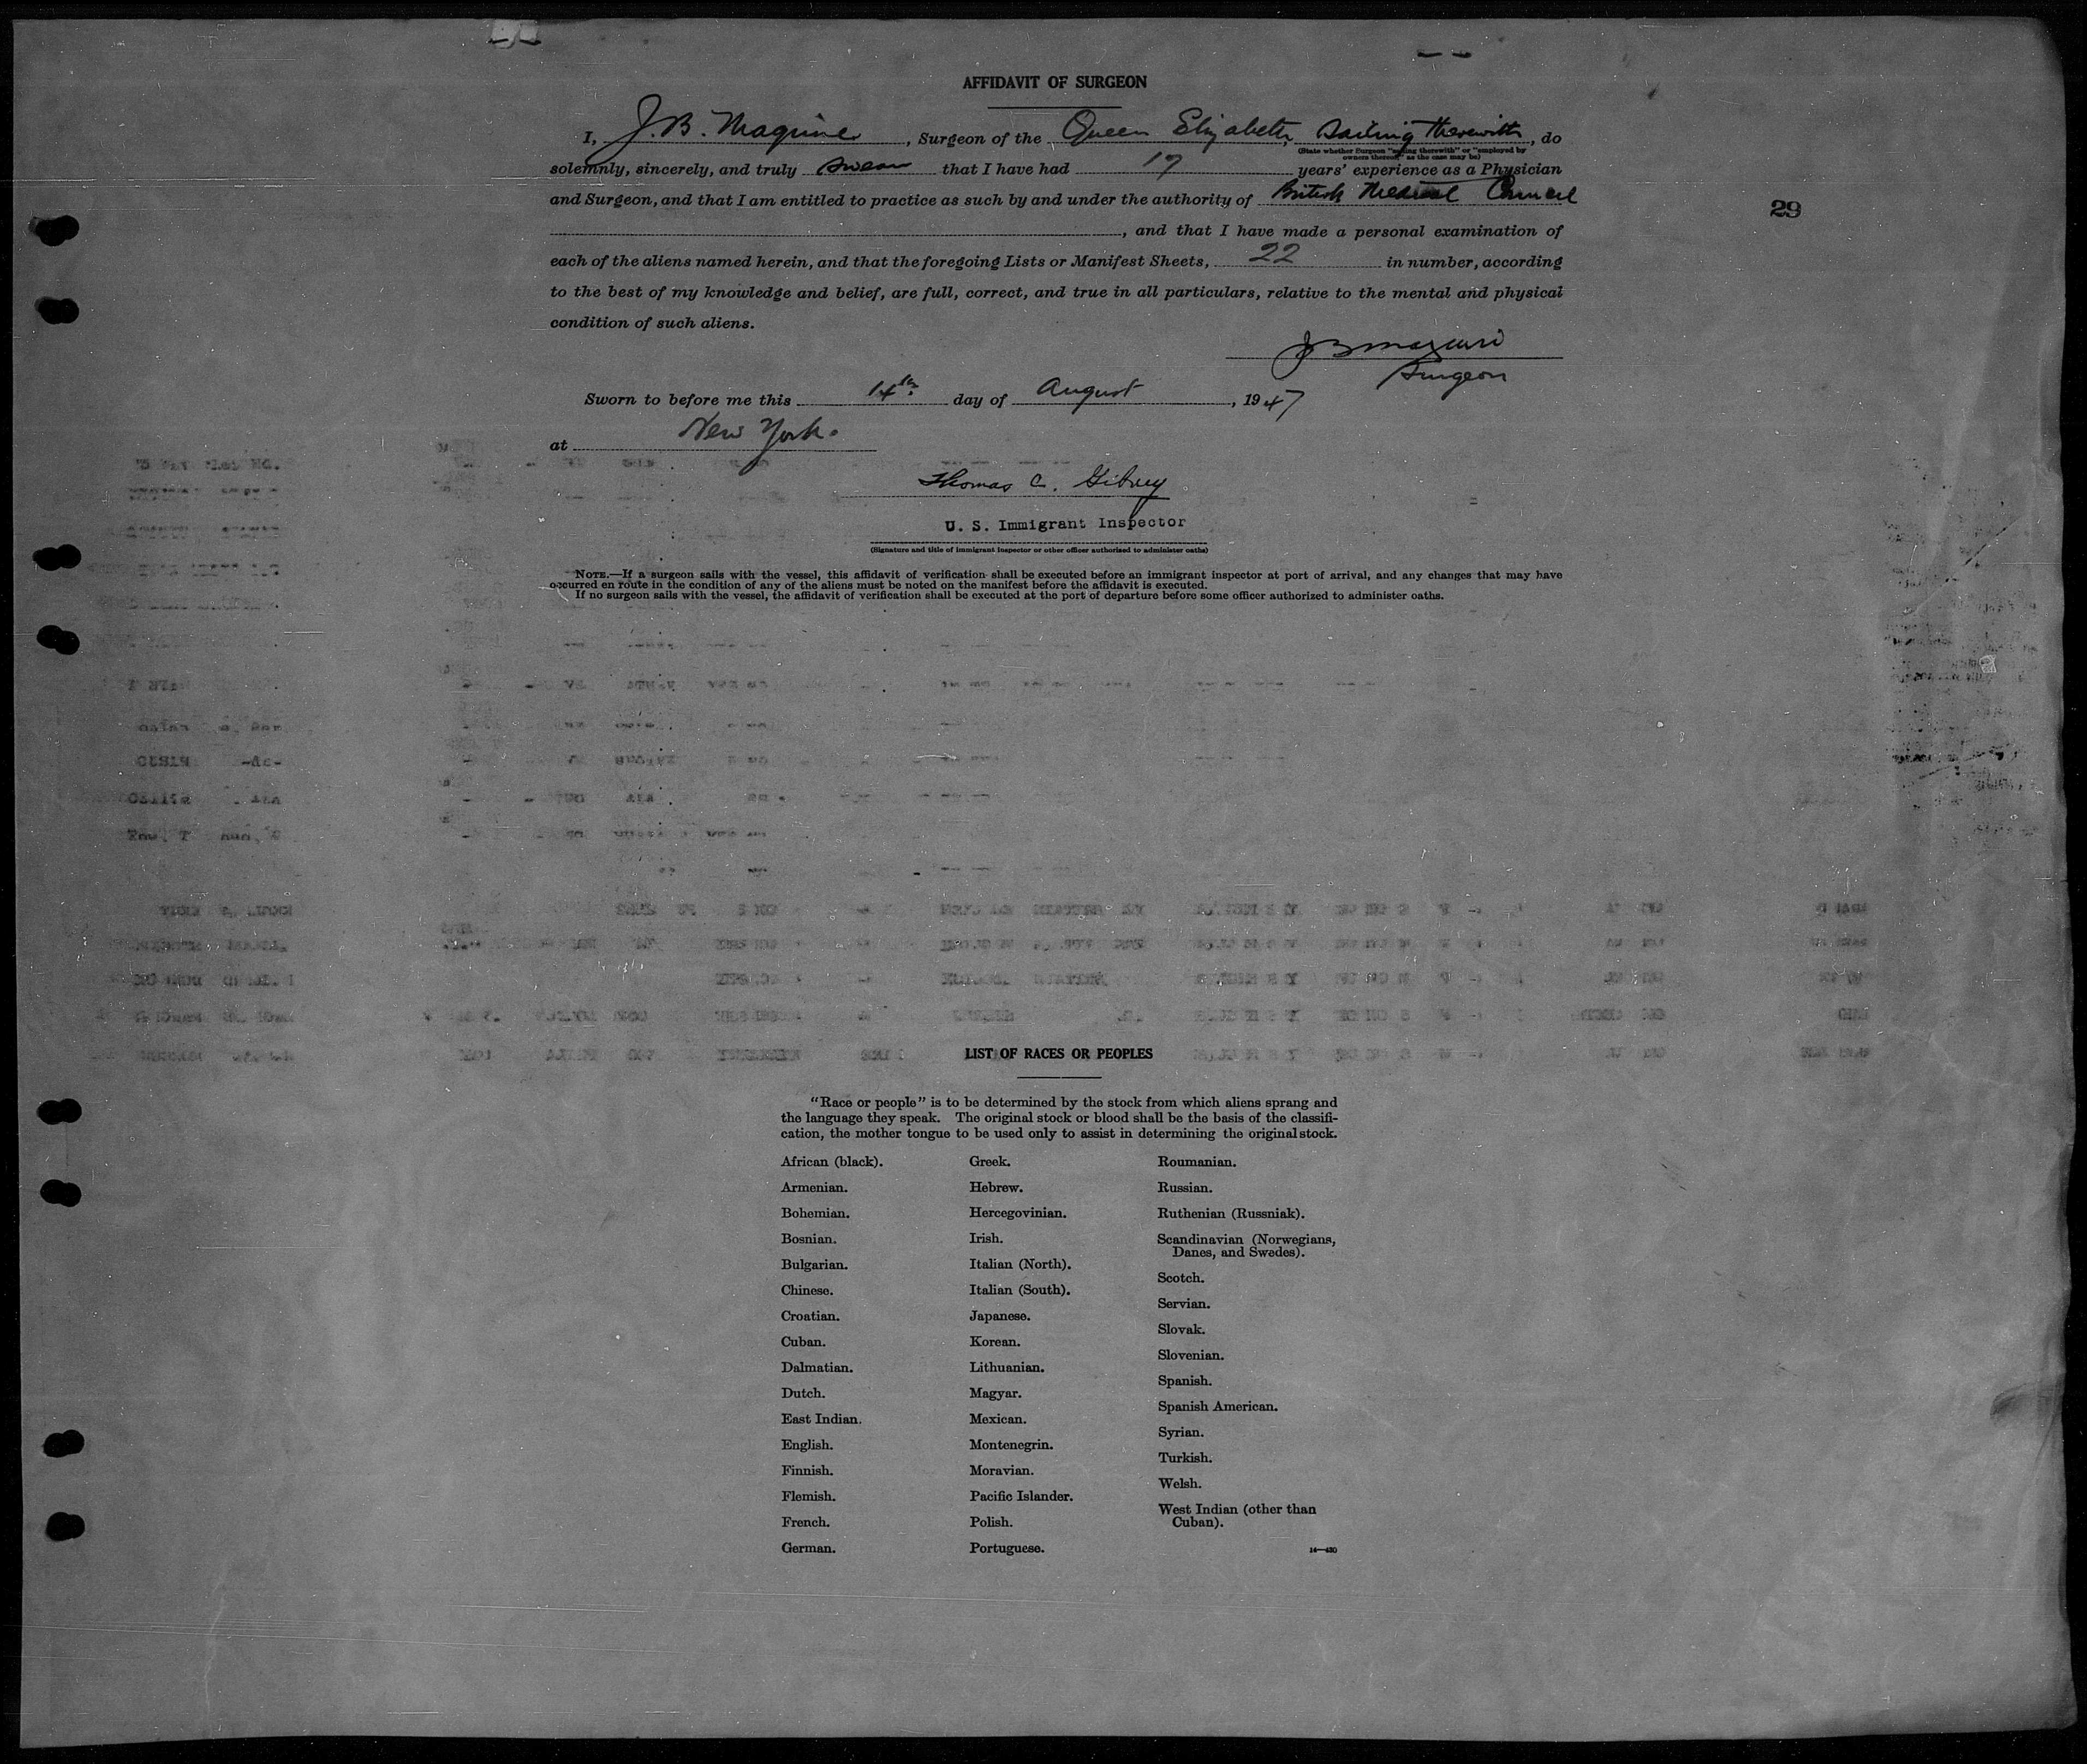 AFFIDAVIT OF SURGEON
I, J. B. Maguire, Surgeon of the Queen Elizabeth, Sailing therewith, do
(State whether Surgeon "sailing therewith" or "employed by
owners thereof," as the case may be)
solemnly, sincerely, and truly swear that I have had 17 years' experience as a Physician
and Surgeon, and that I am entitled to practice as such by and under the authority of British Medical Council
29
, and that I have made a personal examination of
each of the aliens named herein, and that the foregoing Lists or Manifest Sheets, 22 in number, according
to the best of my knowledge and belief, are full, correct, and true in all particulars, relative to the mental and physical
condition of such aliens.
J B Maguire
Surgeon
Sworn to before me this 14th day of August, 1947
at New York.
Thomas C. Gibney
U. S. Immigrant Inspector
(Signature and title of immigrant inspector or other officer authorized to administer oaths)
NOTE.—If a surgeon sails with the vessel, this affidavit of verification shall be executed before an immigrant inspector at port of arrival, and any changes that may have
occurred en route in the condition of any of the aliens must be noted on the manifest before the affidavit is executed.
If no surgeon sails with the vessel, the affidavit of verification shall be executed at the port of departure before some officer authorized to administer oaths.
LIST OF RACES OR PEOPLES
"Race or people" is to be determined by the stock from which aliens sprang and
the language they speak. The original stock or blood shall be the basis of the classifi-
cation, the mother tongue to be used only to assist in determining the original stock.
African (black).
Armenian.
Bohemian.
Bosnian.
Bulgarian.
Chinese.
Croatian.
Cuban.
Dalmatian.
Dutch.
East Indian.
English.
Finnish.
Flemish.
French.
German.
Greek.
Hebrew.
Hercegovinian.
Irish.
Italian (North).
Italian (South).
Japanese.
Korean.
Lithuanian.
Magyar.
Mexican.
Montenegrin.
Moravian.
Pacific Islander.
Polish.
Portuguese.
Roumanian.
Russian.
Ruthenian (Russniak).
Scandinavian (Norwegians,
Danes, and Swedes).
Scotch.
Servian.
Slovak.
Slovenian.
Spanish.
Spanish American.
Syrian.
Turkish.
Welsh.
West Indian (other than
Cuban).
14—430